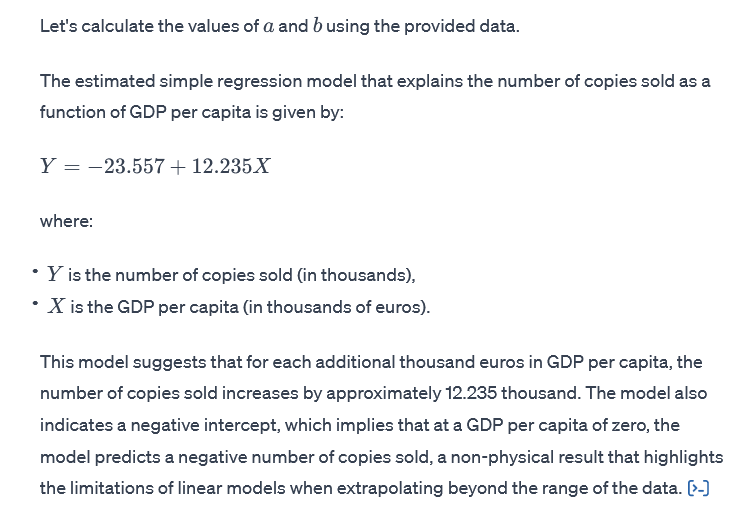 Let's calculate the values of a and b using the provided data.
The estimated simple regression model that explains the number of copies sold as a
function of GDP per capita is given by:
Y = −23.557 + 12.235X
where:
• Y is the number of copies sold (in thousands),
• X is the GDP per capita (in thousands of euros).
This model suggests that for each additional thousand euros in GDP per capita, the
number of copies sold increases by approximately 12.235 thousand. The model also
indicates a negative intercept, which implies that at a GDP per capita of zero, the
model predicts a negative number of copies sold, a non-physical result that highlights
the limitations of linear models when extrapolating beyond the range of the data. [>-]